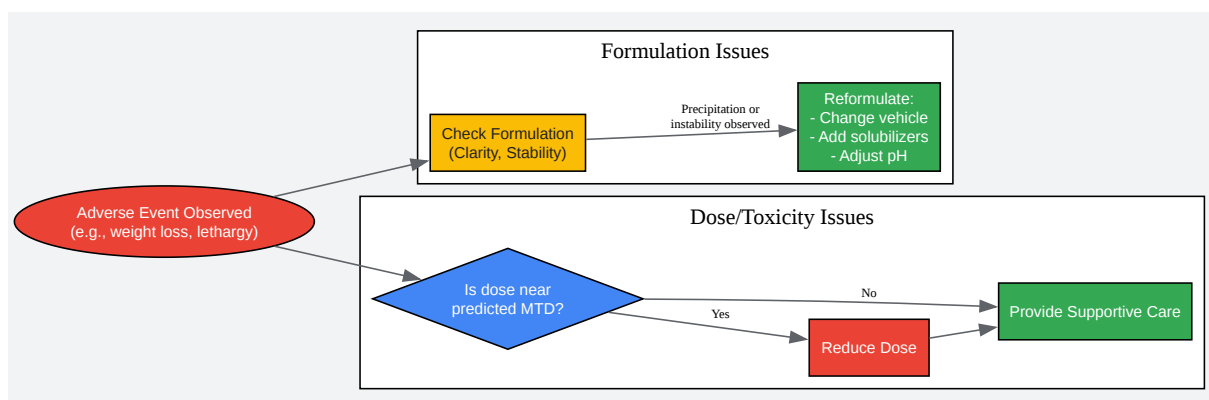 Formulation Issues
Check Formulation
(Clarity, Stability)
Precipitation or
instability observed
Reformulate:
- Change vehicle
- Add solubilizers
- Adjust pH
Adverse Event Observed
(e.g., weight loss, lethargy)
Dose/Toxicity Issues
Is dose near
predicted MTD?
No
Yes
Reduce Dose
Provide Supportive Care